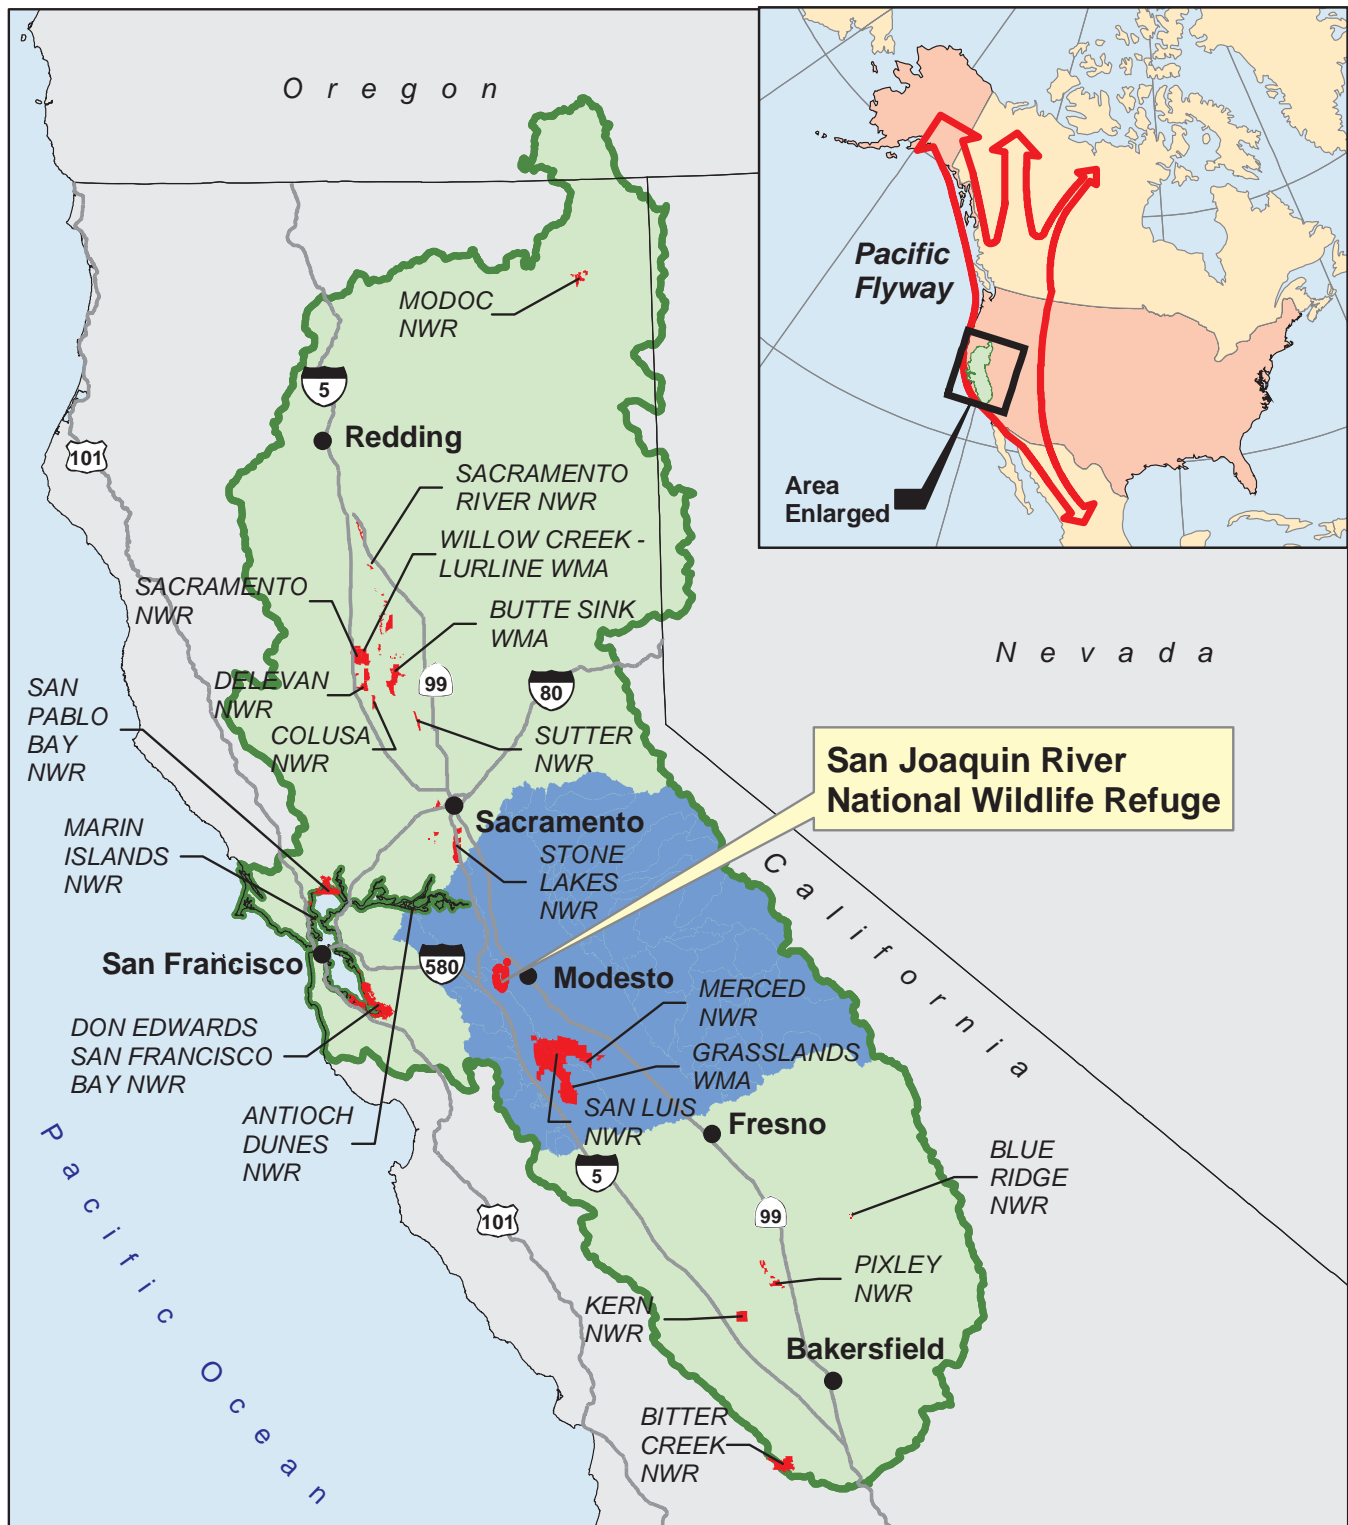 Oregon
Pacific
Flyway
Area
Enlarged
MODOC
NWR
5
Redding
101
SACRAMENTO
RIVER NWR
WILLOW CREEK -
LURLINE WMA
SACRAMENTO
NWR
BUTTE SINK
WMA
Nevada
DELEVAN
NWR
99
80
SAN
PABLO
BAY
NWR
COLUSA
NWR
SUTTER
NWR
San Joaquin River
National Wildlife Refuge
Sacramento
MARIN
ISLANDS
NWR
STONE
LAKES
NWR
California
San Francisco
580
Modesto
MERCED
NWR
DON EDWARDS
SAN FRANCISCO
BAY NWR
GRASSLANDS
WMA
SAN LUIS
NWR
ANTIOCH
DUNES
NWR
Fresno
Pacific Ocean
5
BLUE
RIDGE
NWR
101
99
PIXLEY
NWR
KERN
NWR
Bakersfield
BITTER
CREEK
NWR